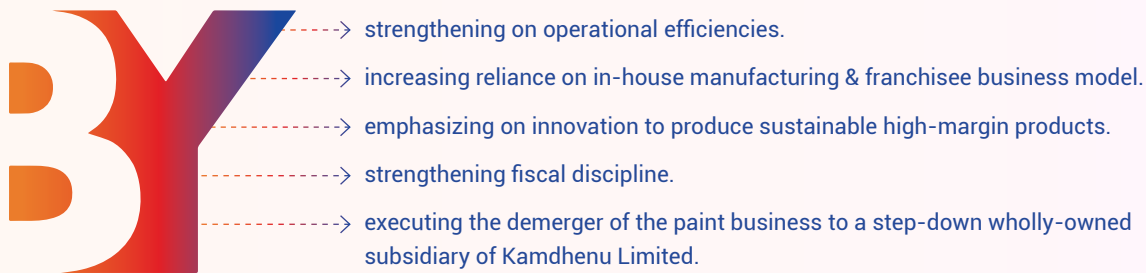 BY
strengthening on operational efficiencies.
increasing reliance on in-house manufacturing & franchisee business model.
emphasizing on innovation to produce sustainable high-margin products.
strengthening fiscal discipline.
executing the demerger of the paint business to a step-down wholly-owned
subsidiary of Kamdhenu Limited.